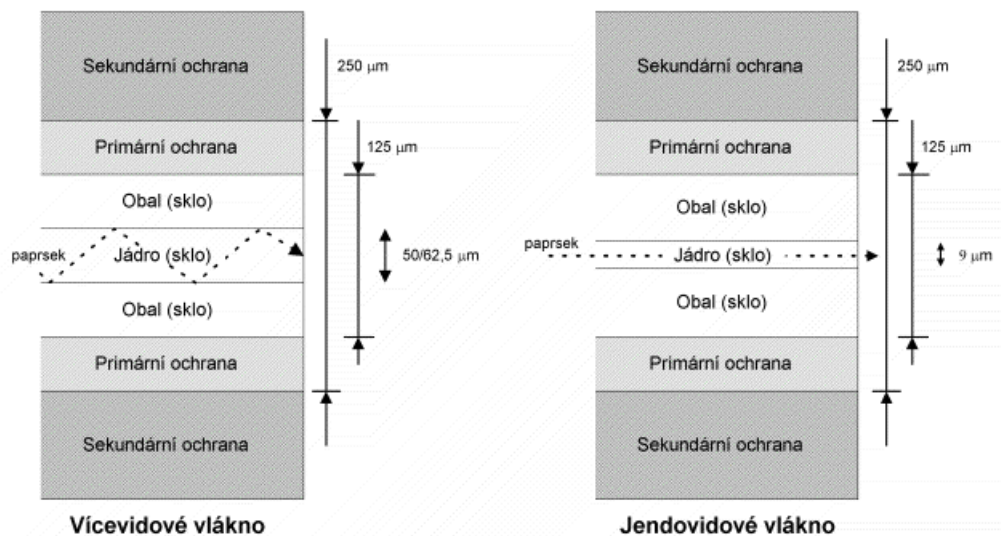 Sekundární ochrana
250 μm
Primární ochrana
125 μm
Obal (sklo)
paprsek
Jádro (sklo)
50/62,5 μm
Obal (sklo)
Primární ochrana
Sekundární ochrana
Vícevidové vlákno
Sekundární ochrana
250 μm
Primární ochrana
125 μm
Obal (sklo)
paprsek
Jádro (sklo)
9 μm
Obal (sklo)
Primární ochrana
Sekundární ochrana
Jendovidové vlákno